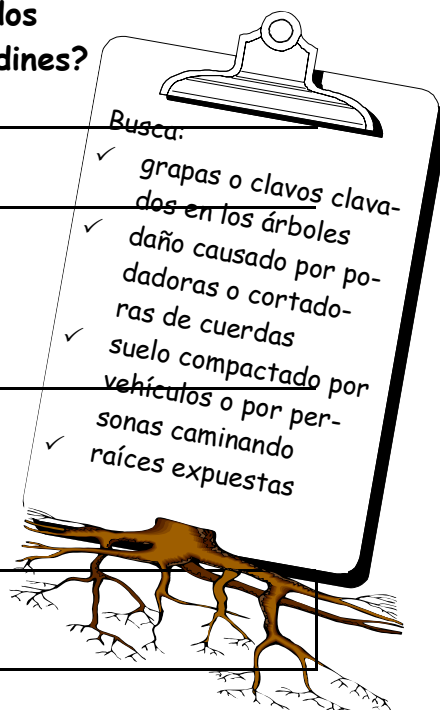 los
dines?
Busca:
✓ grapas o clavos clava-
dos en los árboles
✓ daño causado por po-
dadoras o cortado-
ras de cuerdas
✓ suelo compactado por
vehículos o por per-
sonas caminando
✓ raíces expuestas